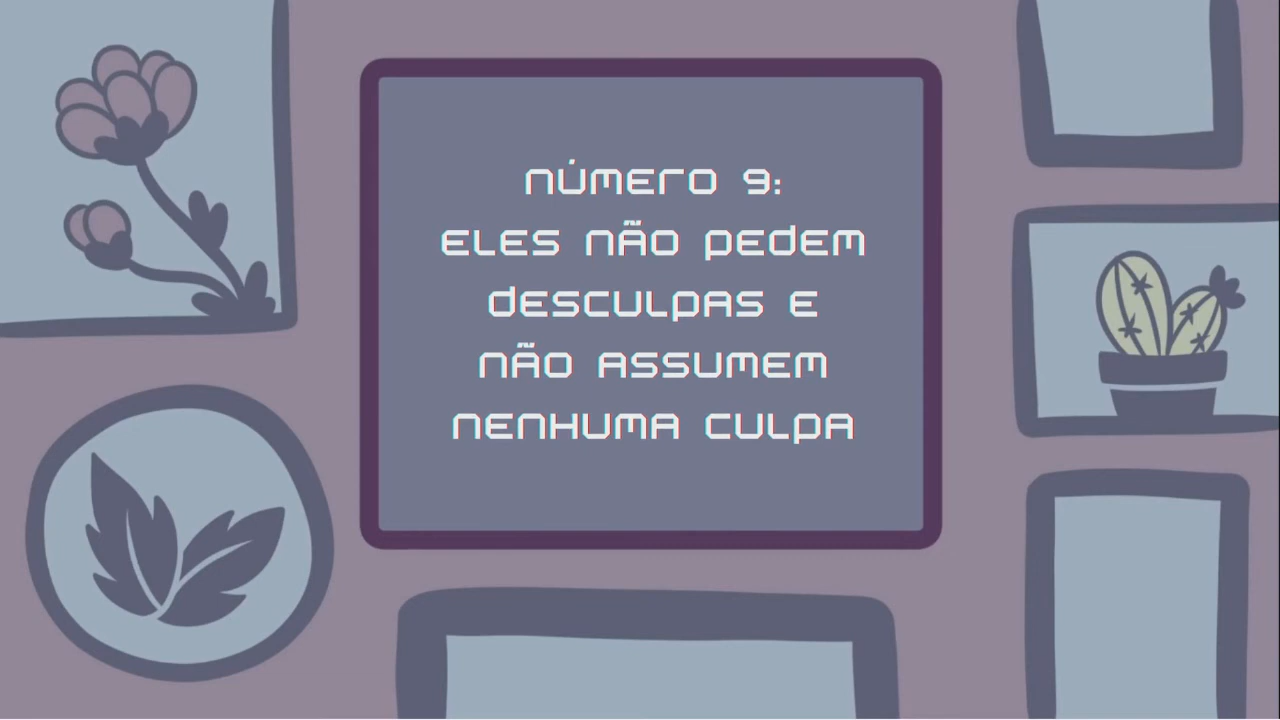 NÚMERO 9:
ELES NÃO PEDEM
DESCULPAS E
NÃO ASSUMEM
NENHUMA CULPA